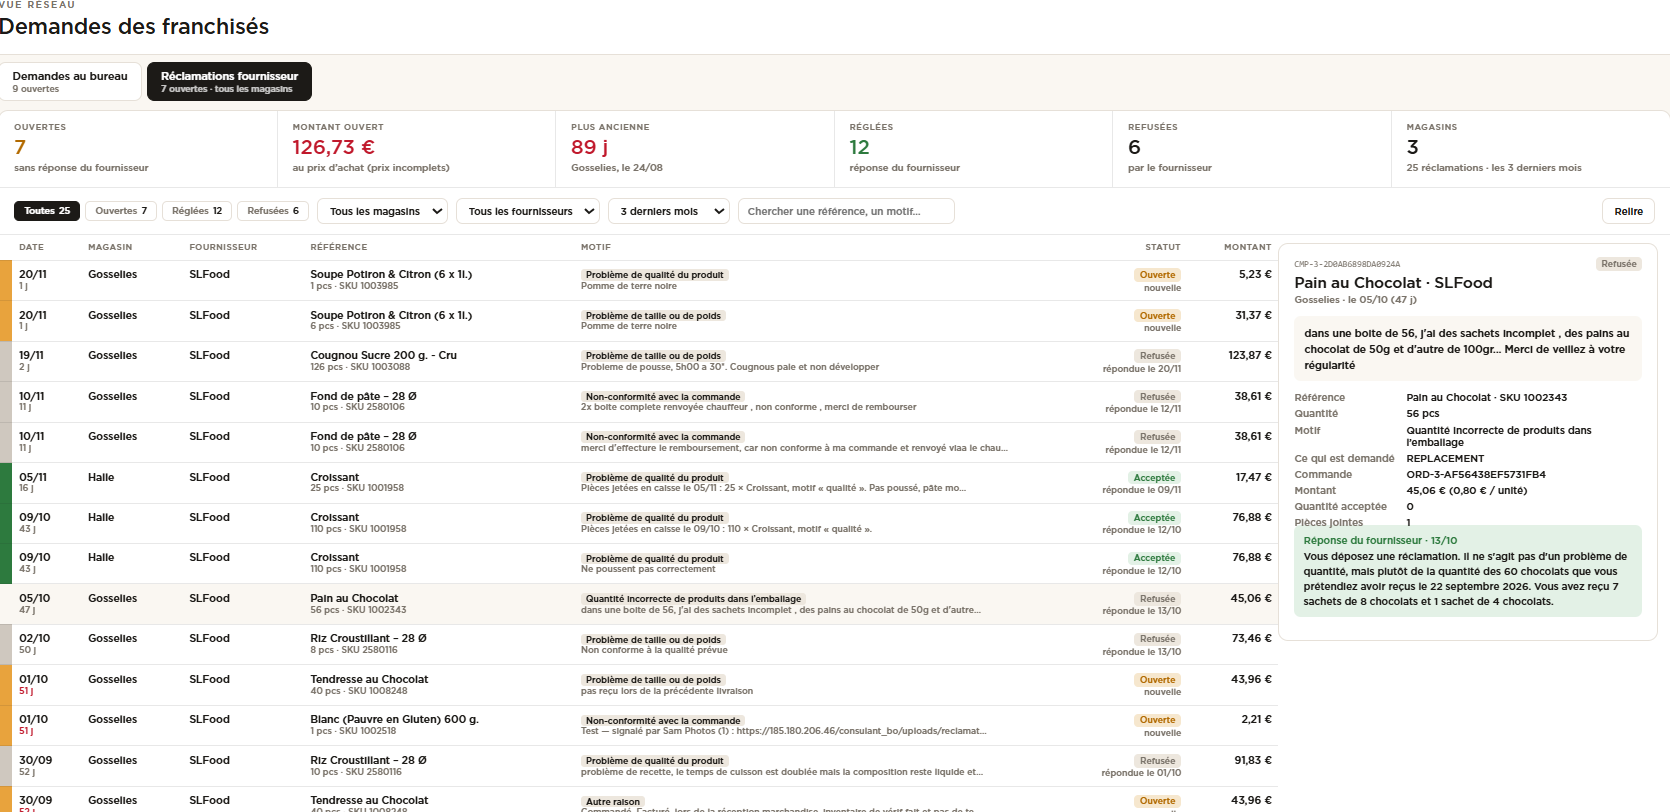 VUE RÉSEAU
Demandes des franchisés
Demandes au bureau
9 ouvertes
Réclamations fournisseur
7 ouvertes · tous les magasins
OUVERTES
7
sans réponse du fournisseur
MONTANT OUVERT
126,73 €
au prix d'achat (prix incomplets)
PLUS ANCIENNE
89 j
Gosselies, le 24/08
RÉGLÉES
12
réponse du fournisseur
REFUSÉES
6
par le fournisseur
MAGASINS
3
25 réclamations · les 3 derniers mois
Toutes 25
Ouvertes 7
Réglées 12
Refusées 6
Tous les magasins
Tous les fournisseurs
3 derniers mois
Chercher une référence, un motif...
Relire
DATE MAGASIN FOURNISSEUR RÉFÉRENCE MOTIF STATUT MONTANT
20/11 Gosselies SLFood Soupe Potiron & Citron (6 x 1l.) Problème de qualité du produit Ouverte 5,23 €
1 j 1 pcs · SKU 1003985 Pomme de terre noire nouvelle
20/11 Gosselies SLFood Soupe Potiron & Citron (6 x 1l.) Problème de taille ou de poids Ouverte 31,37 €
1 j 6 pcs · SKU 1003985 Pomme de terre noire nouvelle
19/11 Gosselies SLFood Cougnou Sucre 200 g. - Cru Problème de taille ou de poids Refusée 123,87 €
2 j 126 pcs · SKU 1003088 Probleme de pousse, 5h00 a 30°. Cougnous pale et non développer répondue le 20/11
10/11 Gosselies SLFood Fond de pâte – 28 Ø Non-conformité avec la commande Refusée 38,61 €
11 j 10 pcs · SKU 2580106 2x boite complete renvoyée chauffeur , non conforme , merci de rembourser répondue le 12/11
10/11 Gosselies SLFood Fond de pâte – 28 Ø Non-conformité avec la commande Refusée 38,61 €
11 j 10 pcs · SKU 2580106 merci d'effecture le remboursement, car non conforme à ma commande et renvoyé viaa le chau... répondue le 12/11
05/11 Halle SLFood Croissant Problème de qualité du produit Acceptée 17,47 €
16 j 25 pcs · SKU 1001958 Pièces jetées en caisse le 05/11 : 25 × Croissant, motif « qualité ». Pas poussé, pâte mo... répondue le 09/11
09/10 Halle SLFood Croissant Problème de qualité du produit Acceptée 76,88 €
43 j 110 pcs · SKU 1001958 Pièces jetées en caisse le 09/10 : 110 × Croissant, motif « qualité ». répondue le 12/10
09/10 Halle SLFood Croissant Problème de qualité du produit Acceptée 76,88 €
43 j 110 pcs · SKU 1001958 Ne poussent pas correctement répondue le 12/10
05/10 Gosselies SLFood Pain au Chocolat Quantité incorrecte de produits dans l'emballage Refusée 45,06 €
47 j 56 pcs · SKU 1002343 dans une boite de 56, j'ai des sachets incomplet , des pains au chocolat de 50g et d'autre... répondue le 13/10
02/10 Gosselies SLFood Riz Croustillant – 28 Ø Problème de taille ou de poids Refusée 73,46 €
50 j 8 pcs · SKU 2580116 Non conforme à la qualité prévue répondue le 13/10
01/10 Gosselies SLFood Tendresse au Chocolat Problème de taille ou de poids Ouverte 43,96 €
51 j 40 pcs · SKU 1008248 pas reçu lors de la précédente livraison nouvelle
01/10 Gosselies SLFood Blanc (Pauvre en Gluten) 600 g. Non-conformité avec la commande Ouverte 2,21 €
51 j 1 pcs · SKU 1002518 Test — signalé par Sam Photos (1) : https://185.180.206.46/consulant_bo/uploads/reclamat... nouvelle
30/09 Gosselies SLFood Riz Croustillant – 28 Ø Problème de qualité du produit Refusée 91,83 €
52 j 10 pcs · SKU 2580116 problème de recette, le temps de cuisson est doublée mais la composition reste liquide et... répondue le 01/10
30/09 Gosselies SLFood Tendresse au Chocolat Autre raison Ouverte 43,96 €
52 j 40 pcs · SKU 1008248 Commandé, Facturé, lors de la réception marchandise, inventaire de vérif fait et pas de te...
CMP-3-2D0AB6898DA0924A Refusée
Pain au Chocolat · SLFood
Gosselies · le 05/10 (47 j)
dans une boite de 56, j'ai des sachets incomplet , des pains au
chocolat de 50g et d'autre de 100gr... Merci de veillez à votre
régularité
Référence Pain au Chocolat · SKU 1002343
Quantité 56 pcs
Motif Quantité incorrecte de produits dans
l'emballage
Ce qui est demandé REPLACEMENT
Commande ORD-3-AF56438EF5731FB4
Montant 45,06 € (0,80 € / unité)
Quantité acceptée 0
Pièces jointes 1
Réponse du fournisseur · 13/10
Vous déposez une réclamation. Il ne s'agit pas d'un problème de
quantité, mais plutôt de la quantité des 60 chocolats que vous
prétendiez avoir reçus le 22 septembre 2026. Vous avez reçu 7
sachets de 8 chocolats et 1 sachet de 4 chocolats.